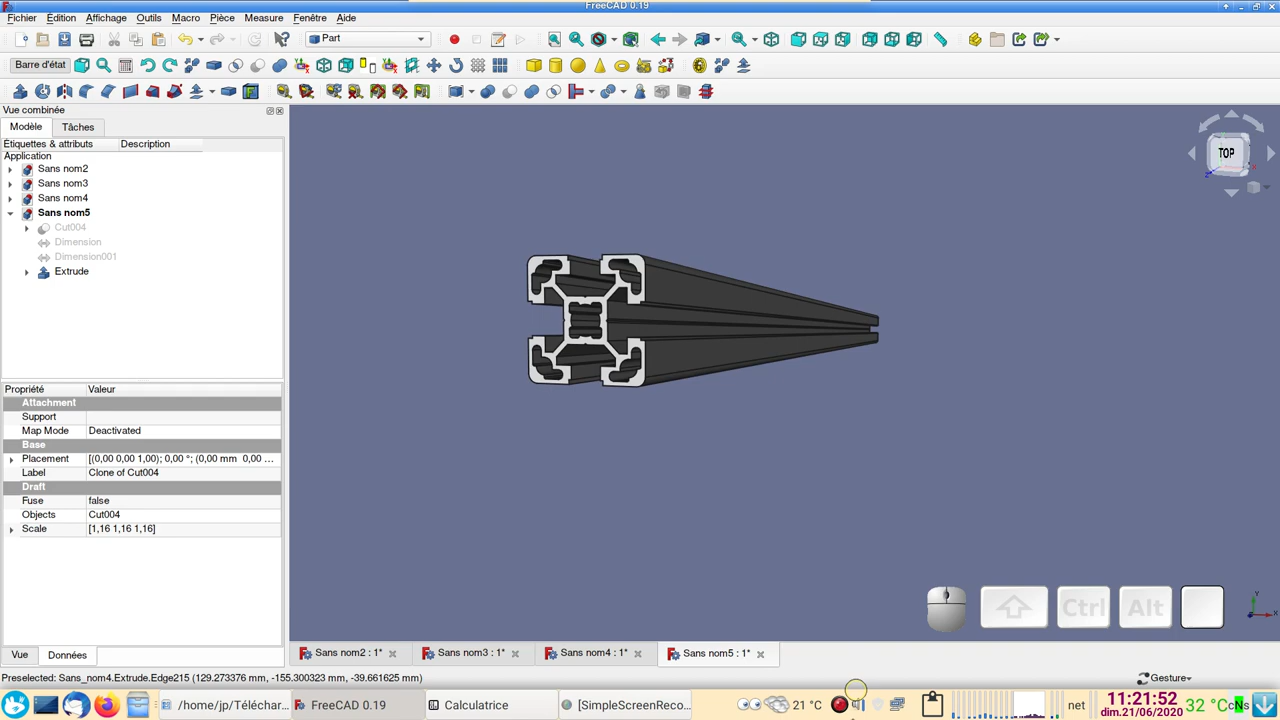 FreeCAD 0.19
Fichier Édition Affichage Outils Macro Pièce Measure Fenêtre Aide
Part
Barre d'état
Vue combinée
Modèle Tâches
Étiquettes & attributs Description
Application
Sans nom2
Sans nom3
Sans nom4
Sans nom5
Cut004
Dimension
Dimension001
Extrude
TOP
Propriété Valeur
Attachment
Support
Map Mode Deactivated
Base
Placement [(0,00 0,00 1,00); 0,00 °; (0,00 mm 0,00 ...
Label Clone of Cut004
Draft
Fuse false
Objects Cut004
Scale [1,16 1,16 1,16]
Ctrl Alt
Y
X
Vue Données
Sans nom2 : 1* Sans nom3 : 1* Sans nom4 : 1* Sans nom5 : 1*
Preselected: Sans_nom4.Extrude.Edge215 (129.273376 mm, -155.300323 mm, -39.661625 mm) Gesture
/home/jp/Téléchar... FreeCAD 0.19 Calculatrice [SimpleScreenReco... 21 °C net 11:21:52 dim.21/06/2020 32 °C cNs